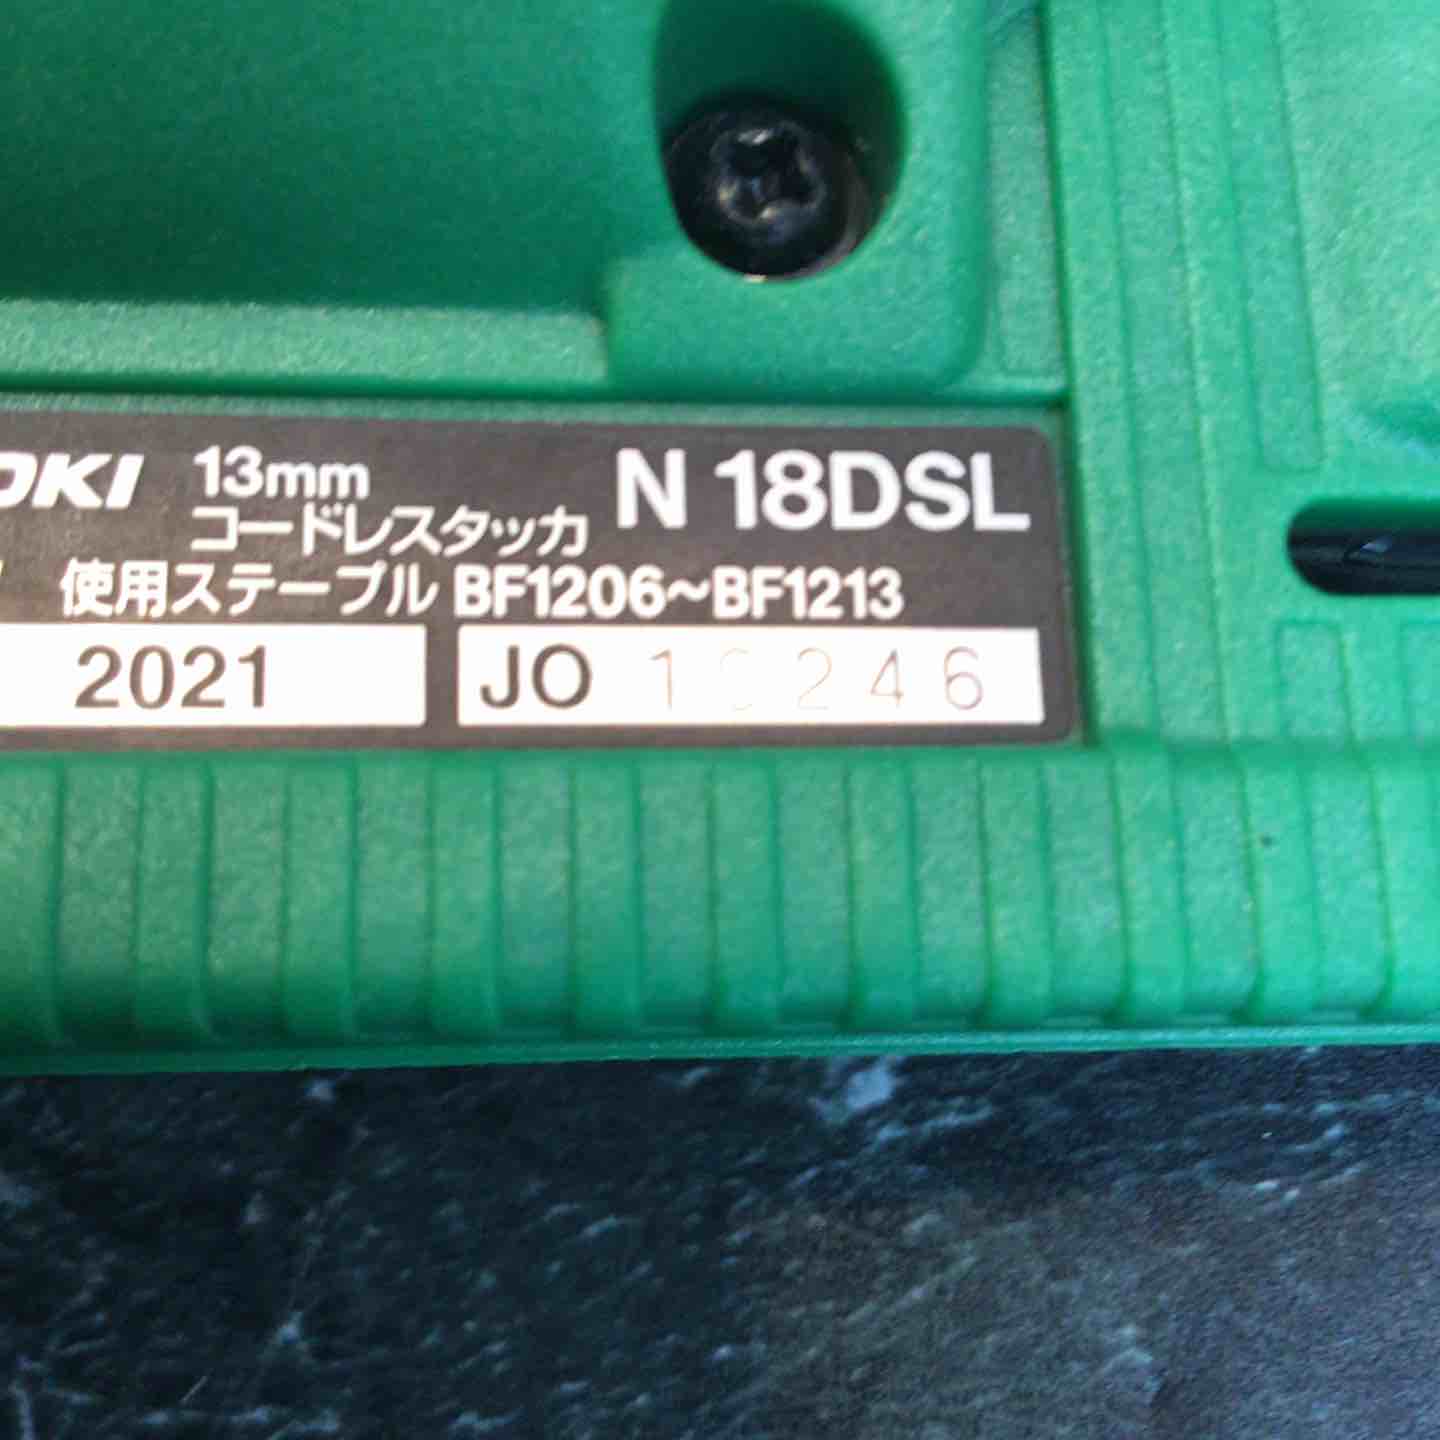 OKI 13mm N 18DSL
コードレスタッカ
使用ステープル BF1206~BF1213
2021 JO